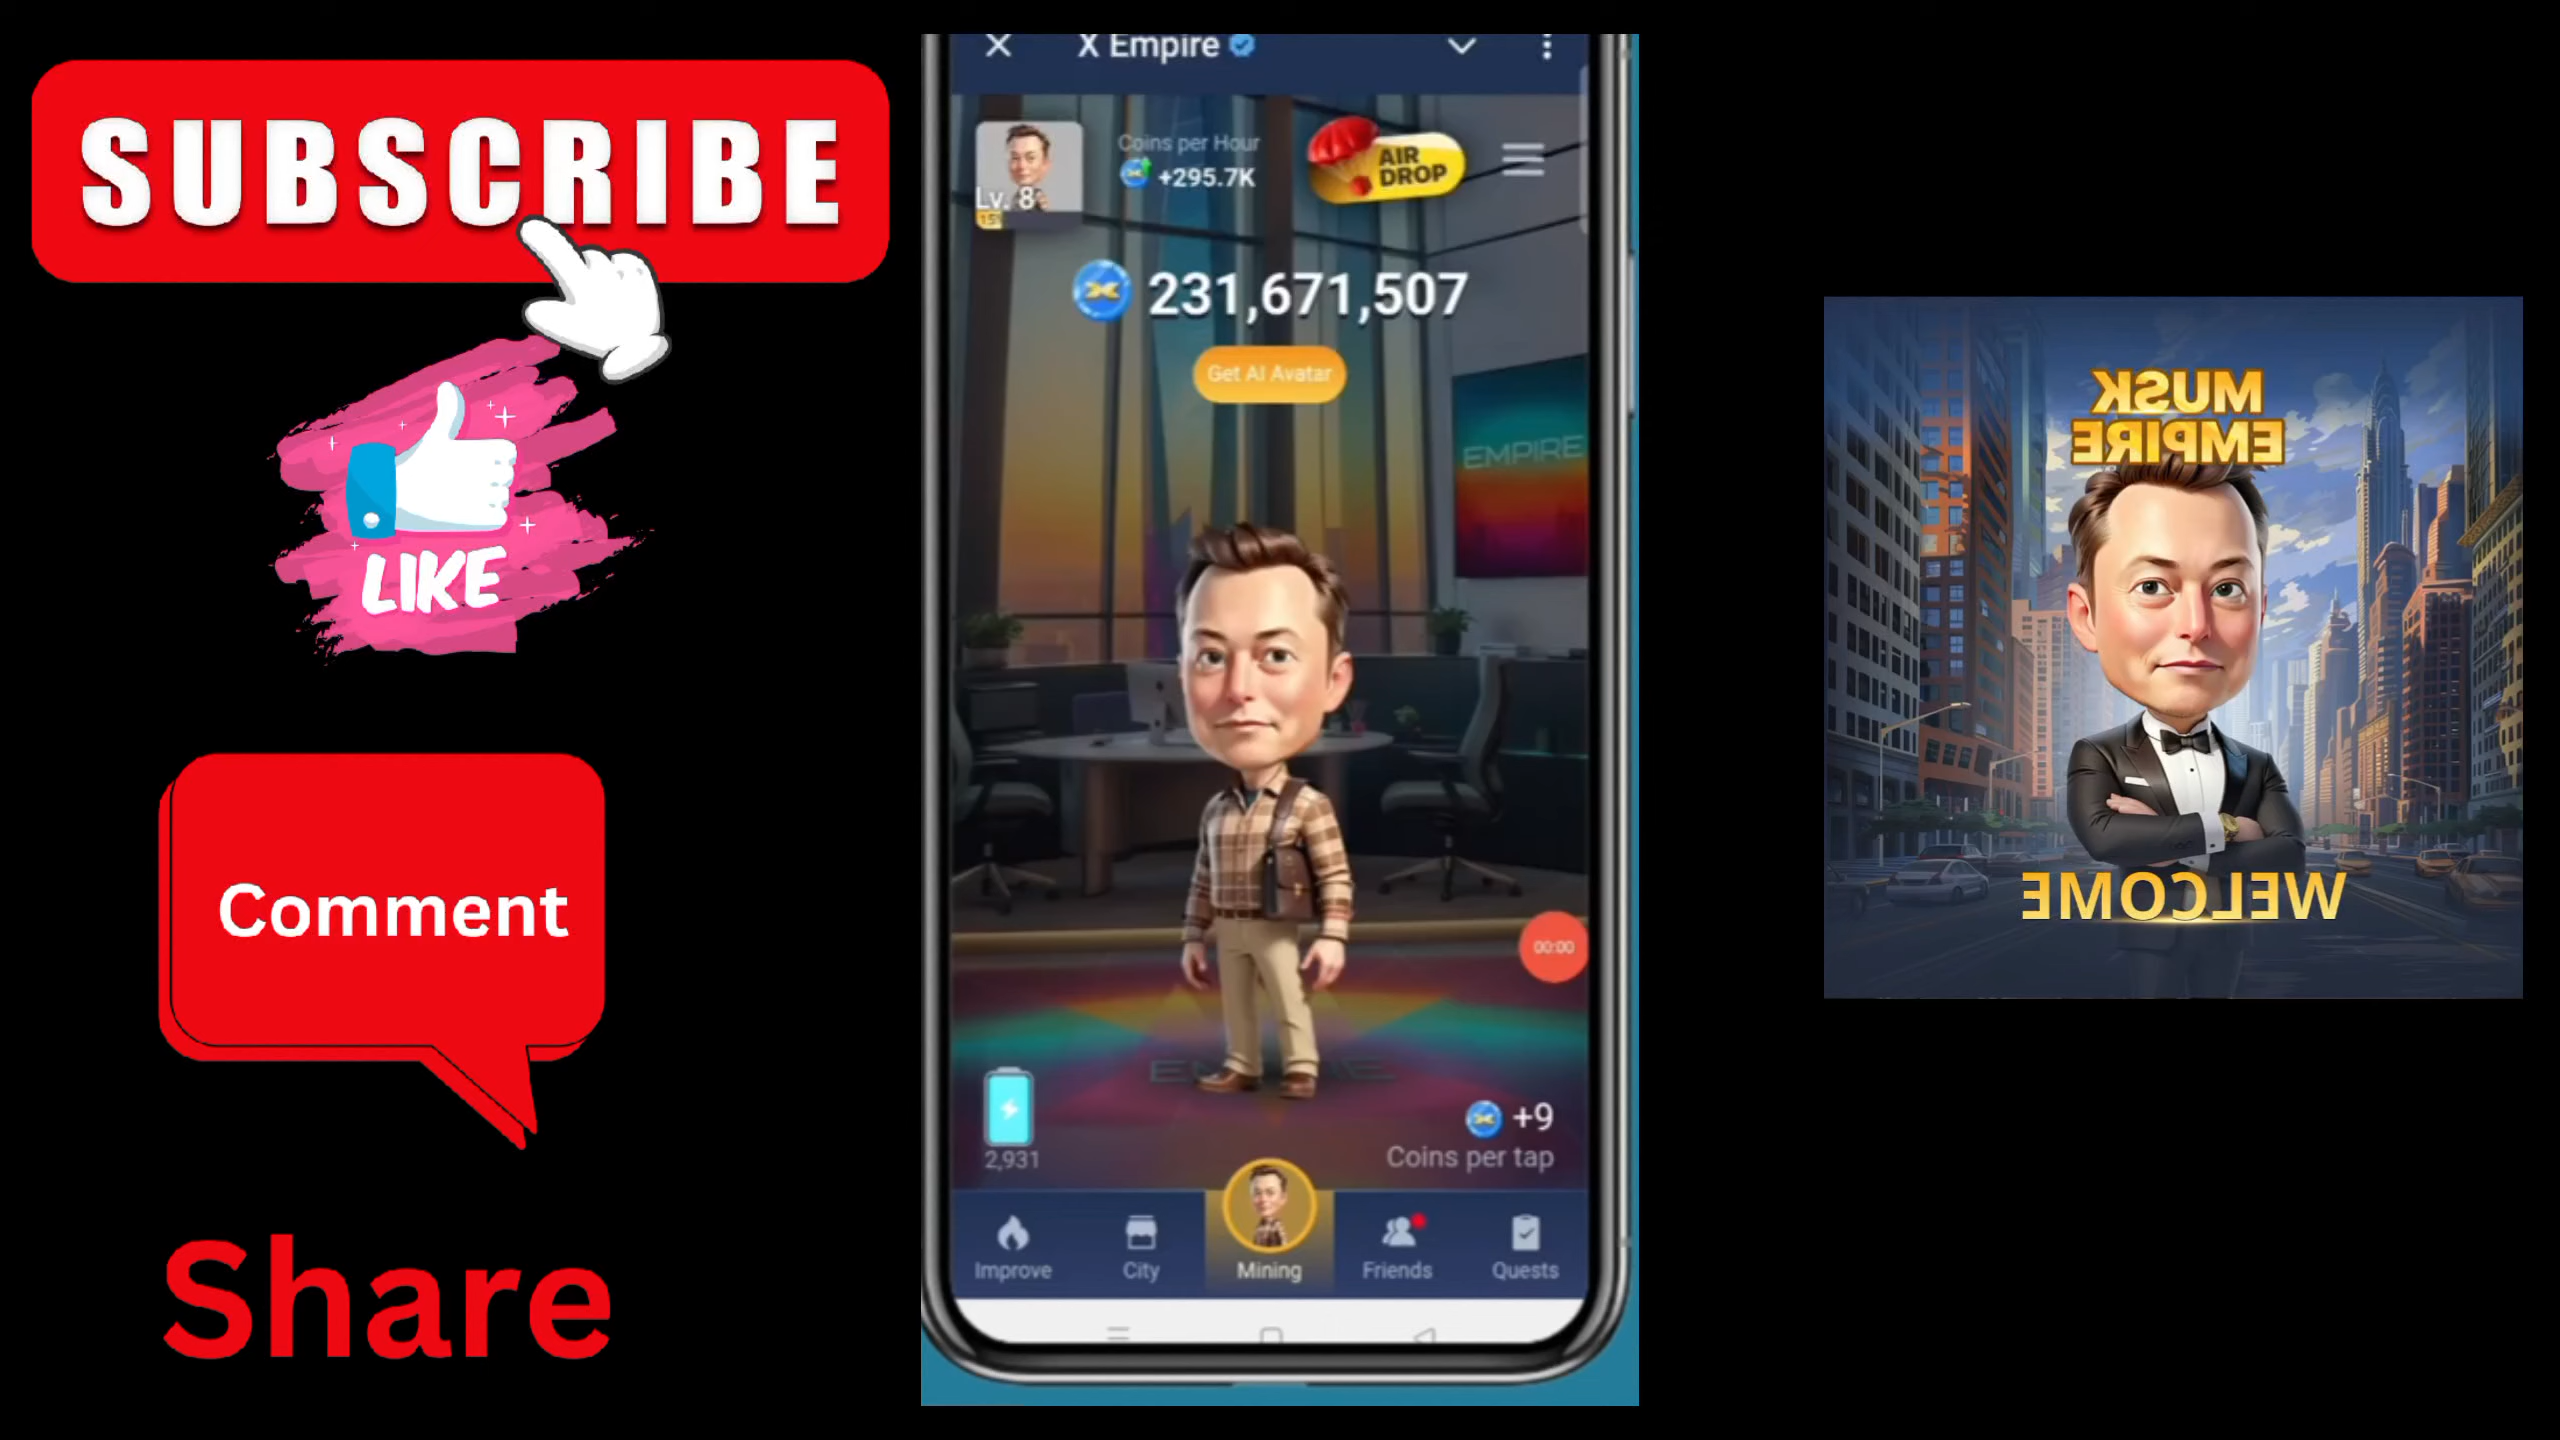 SUBSCRIBE
LIKE
Comment
Share
X Empire
Coins per Hour
+295.7K
AIR
DROP
Lv. 8
231,671,507
Get AI Avatar
EMPIRE
00:00
2,931
+9
Coins per tap
Improve
City
Mining
Friends
Quests
MUSK
EMPIRE
WELCOME